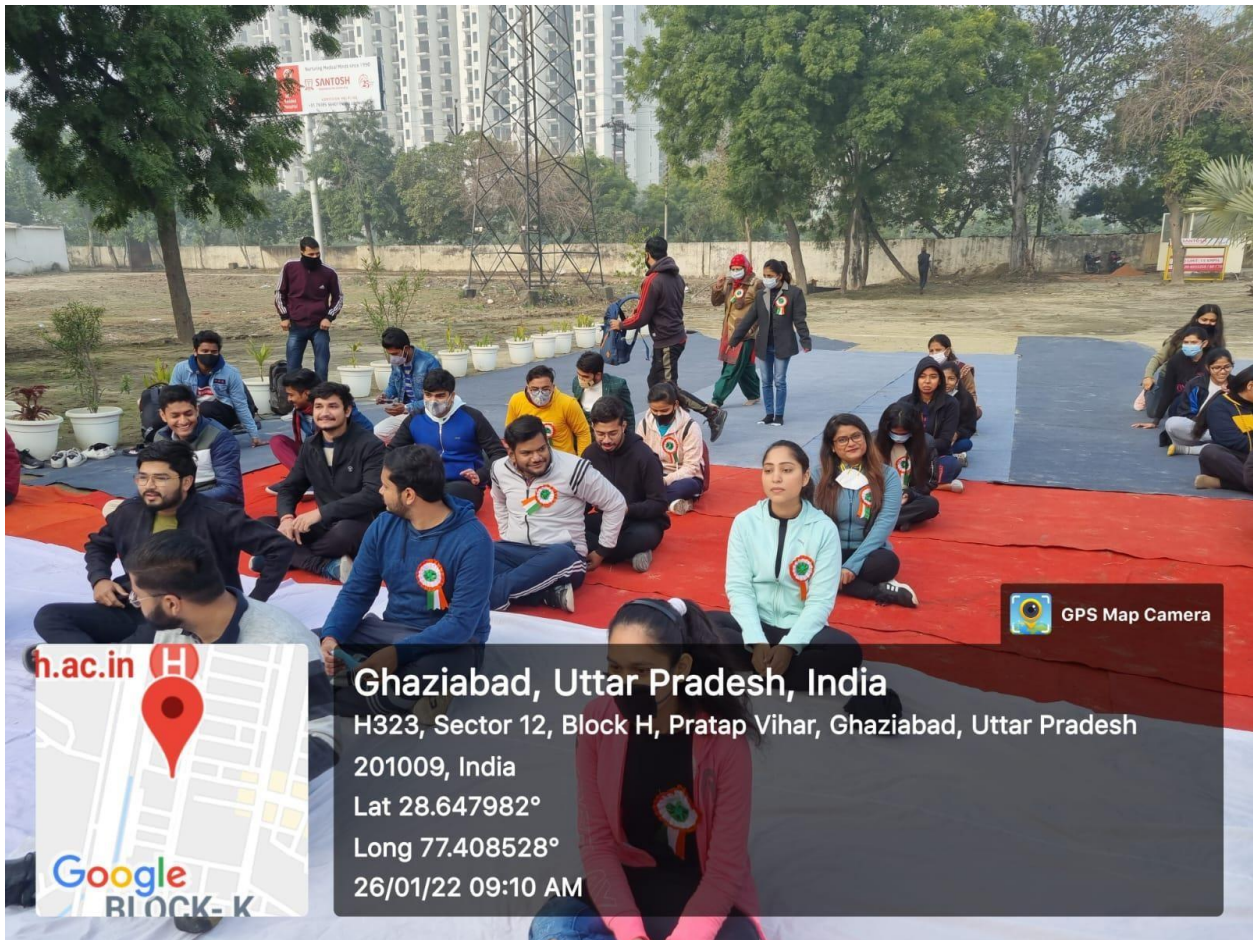 SANTOSH
GPS Map Camera
h.ac.in
H
Google
BLOCK- K
Ghaziabad, Uttar Pradesh, India
H323, Sector 12, Block H, Pratap Vihar, Ghaziabad, Uttar Pradesh
201009, India
Lat 28.647982°
Long 77.408528°
26/01/22 09:10 AM